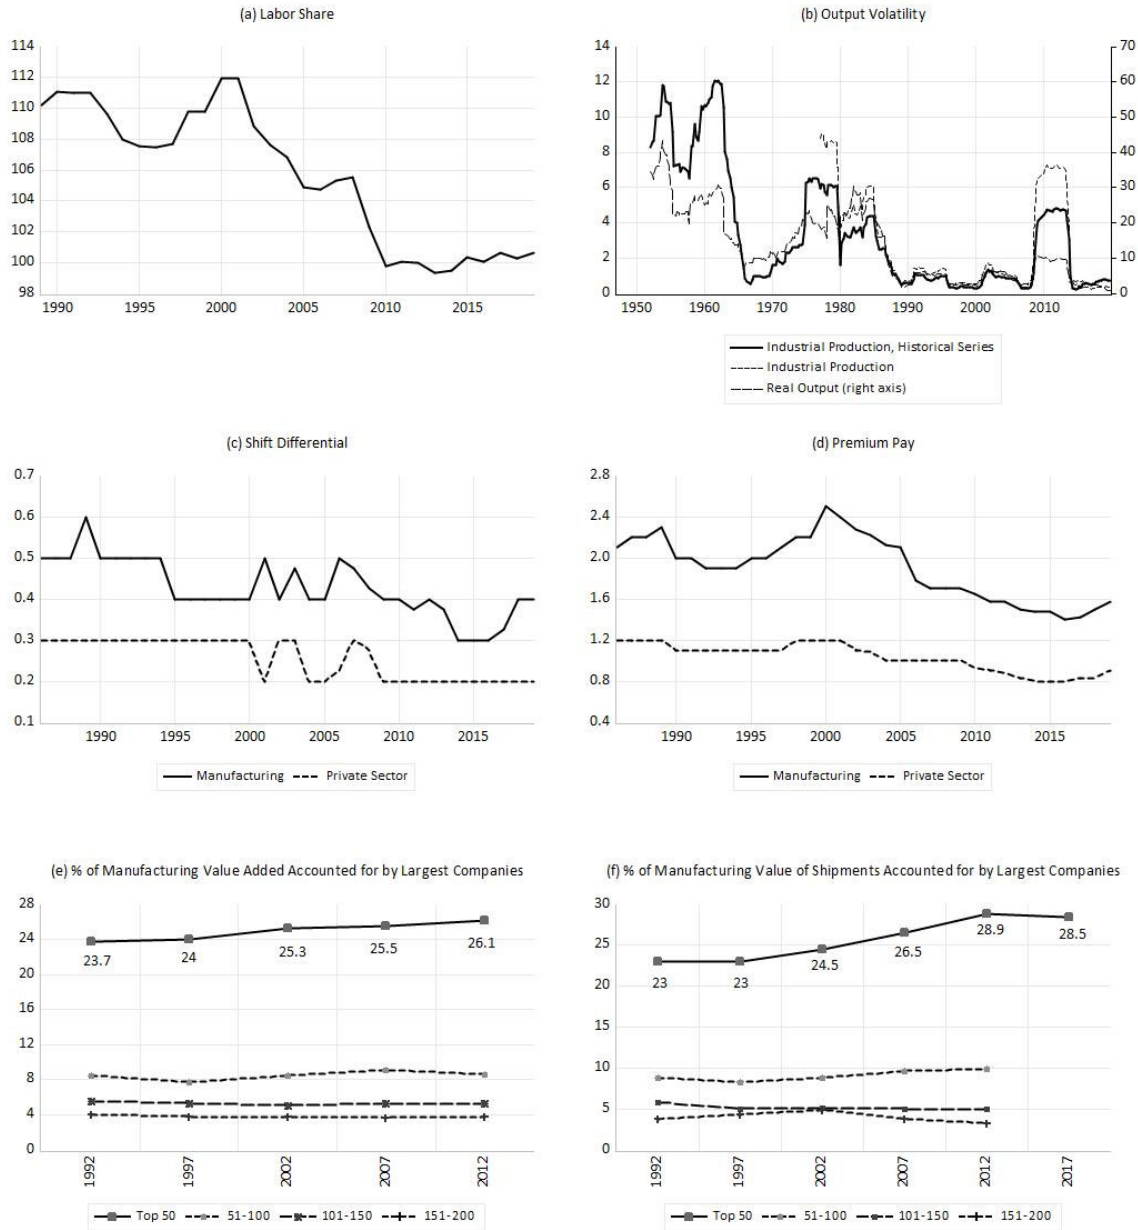 (a) Labor Share
114
112
110
108
106
104
102
100
98
1990 1995 2000 2005 2010 2015
(b) Output Volatility
14 70
12 60
10 50
8 40
6 30
4 20
2 10
0 0
1950 1960 1970 1980 1990 2000 2010
Industrial Production, Historical Series
Industrial Production
Real Output (right axis)
(c) Shift Differential
0.7
0.6
0.5
0.4
0.3
0.2
0.1
1990 1995 2000 2005 2010 2015
Manufacturing Private Sector
(d) Premium Pay
2.8
2.4
2.0
1.6
1.2
0.8
0.4
1990 1995 2000 2005 2010 2015
Manufacturing Private Sector
(e) % of Manufacturing Value Added Accounted for by Largest Companies
28
24
20
16
12
8
4
0
23.7 24 25.3 25.5 26.1
1992 1997 2002 2007 2012
Top 50 51-100 101-150 151-200
(f) % of Manufacturing Value of Shipments Accounted for by Largest Companies
30
25
20
15
10
5
0
23 23 24.5 26.5 28.9 28.5
1992 1997 2002 2007 2012 2017
Top 50 51-100 101-150 151-200